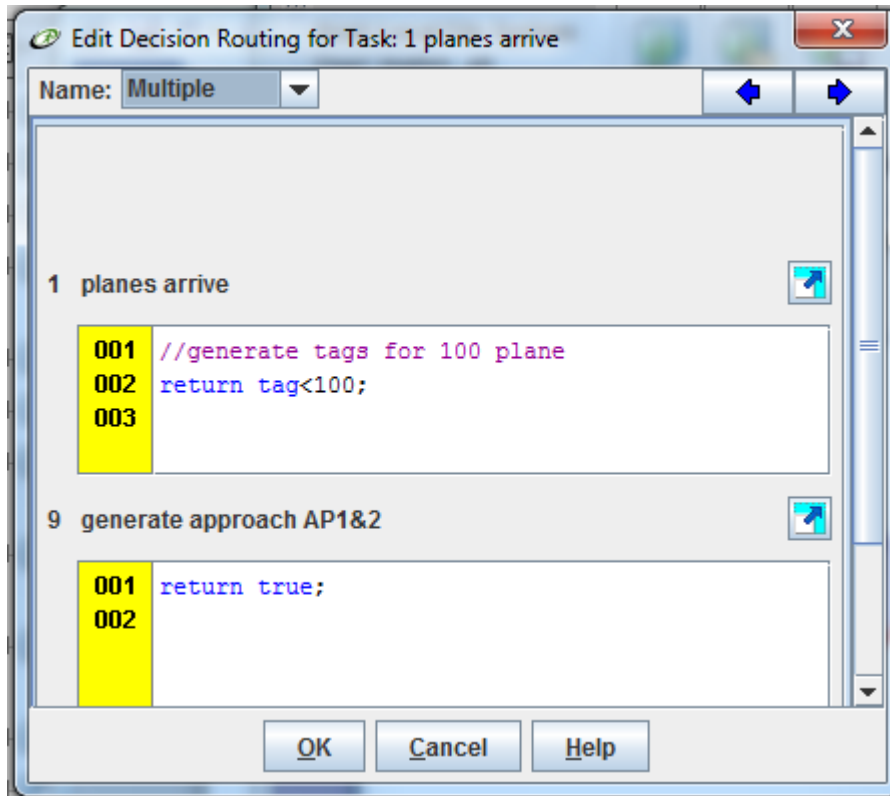 Edit Decision Routing for Task: 1 planes arrive
Name: Multiple
1 planes arrive
001 //generate tags for 100 plane
002 return tag<100;
003
9 generate approach AP1&2
001 return true;
002
OK Cancel Help